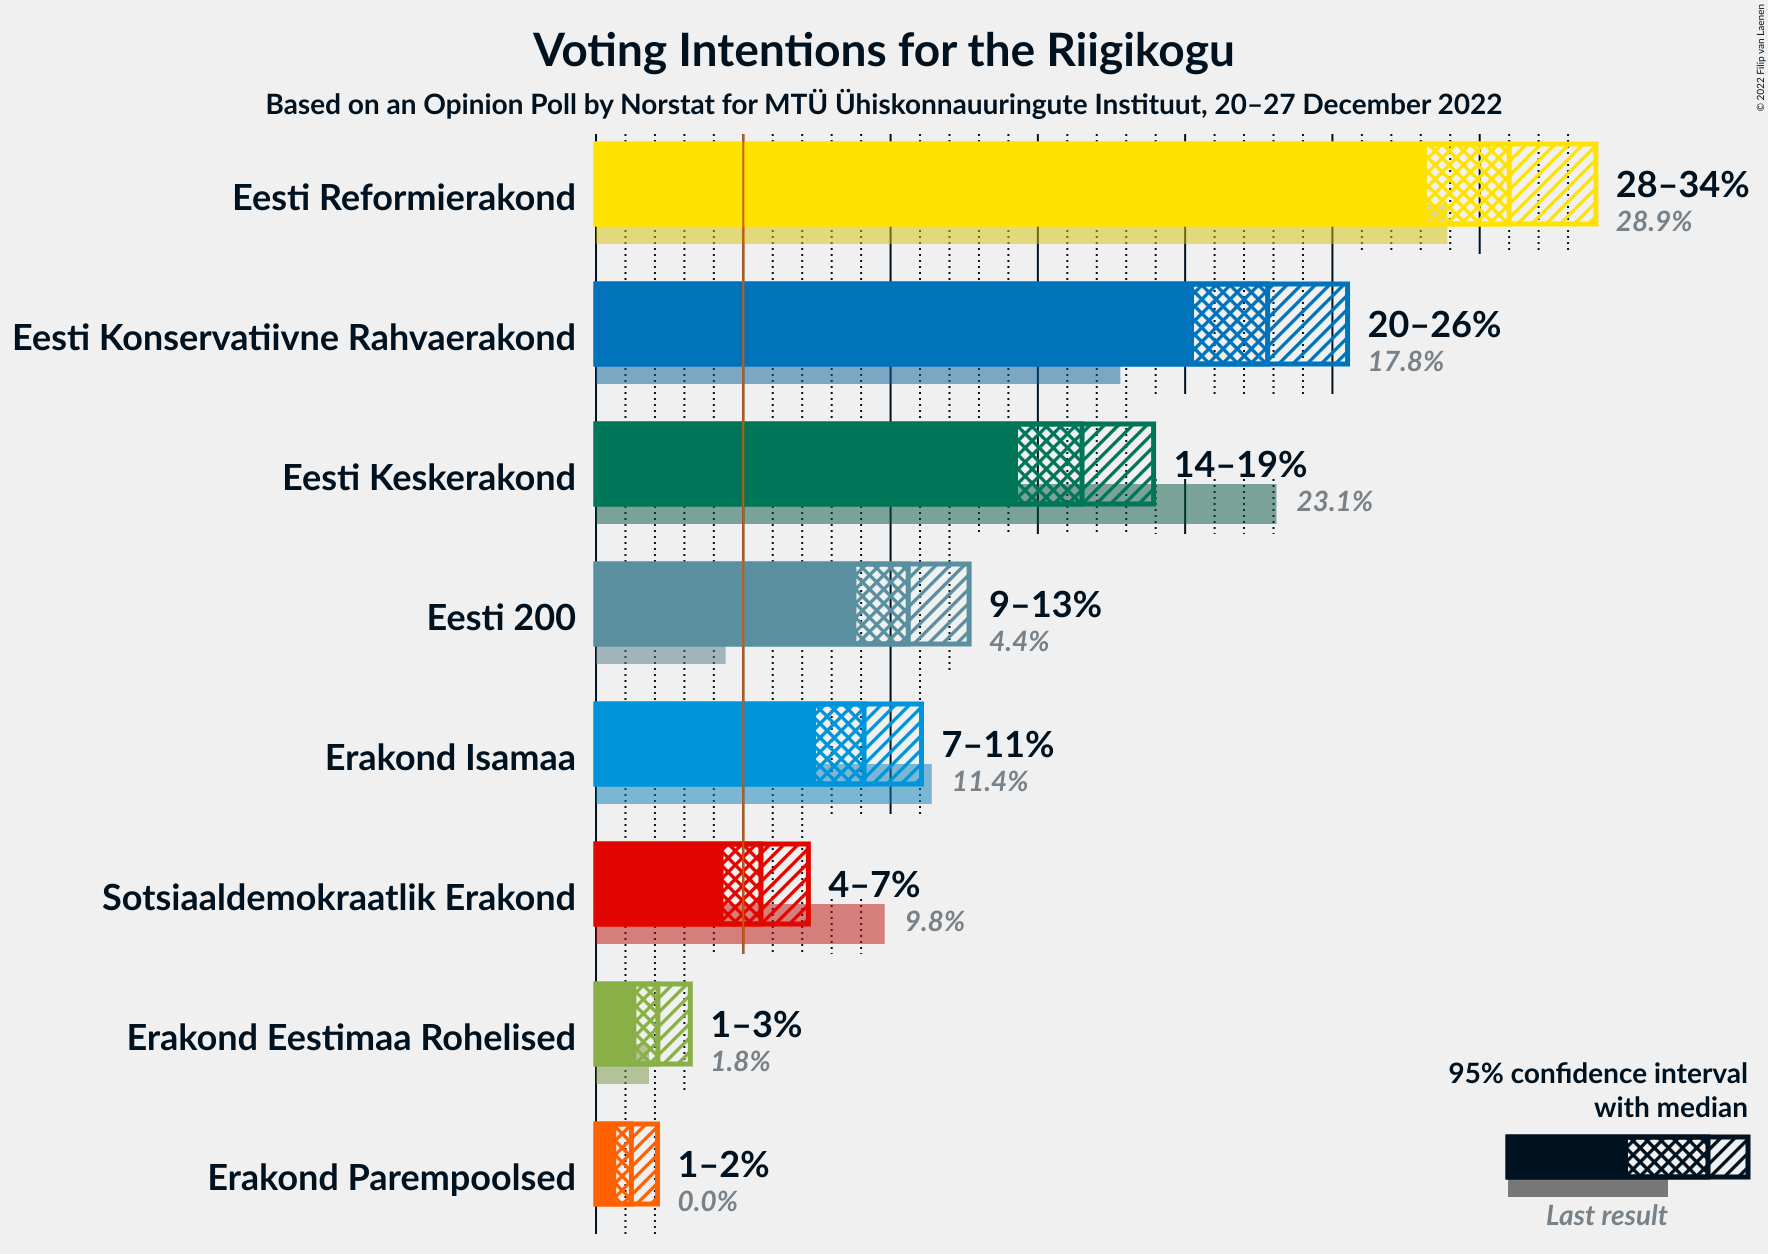 Voting Intentions for the Riigikogu
Based on an Opinion Poll by Norstat for MTÜ Ühiskonnauuringute Instituut, 20–27 December 2022
© 2022 Filip van Laenen
Eesti Reformierakond
28–34%
28.9%
Eesti Konservatiivne Rahvaerakond
20–26%
17.8%
Eesti Keskerakond
14–19%
23.1%
Eesti 200
9–13%
4.4%
Erakond Isamaa
7–11%
11.4%
Sotsiaaldemokraatlik Erakond
4–7%
9.8%
Erakond Eestimaa Rohelised
1–3%
1.8%
Erakond Parempoolsed
1–2%
0.0%
95% confidence interval
with median
Last result